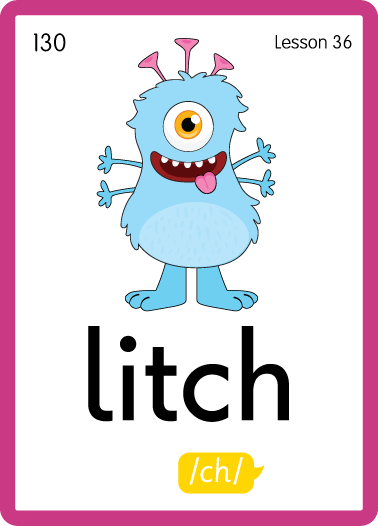 130
Lesson 36
litch
/ch/